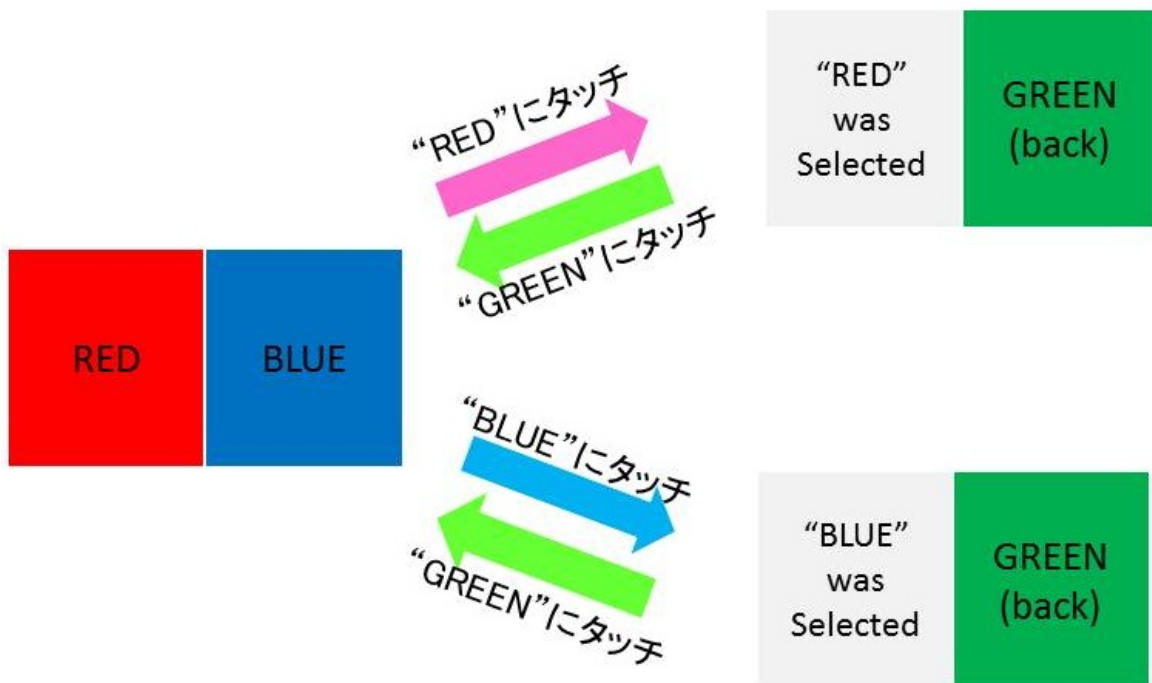 RED
BLUE
“RED”にタッチ
“GREEN”にタッチ
“RED”
was
Selected
GREEN
(back)
“BLUE”にタッチ
“GREEN”にタッチ
“BLUE”
was
Selected
GREEN
(back)